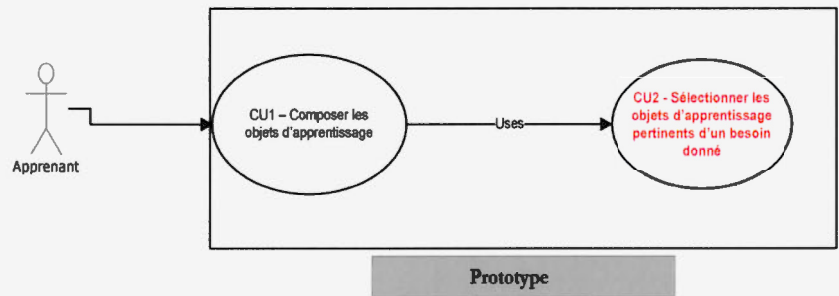 Apprenant
CU1 – Composer les
objets d'apprentissage
Uses
CU2 - Sélectionner les
objets d'apprentissage
pertinents d'un besoin
donné
Prototype